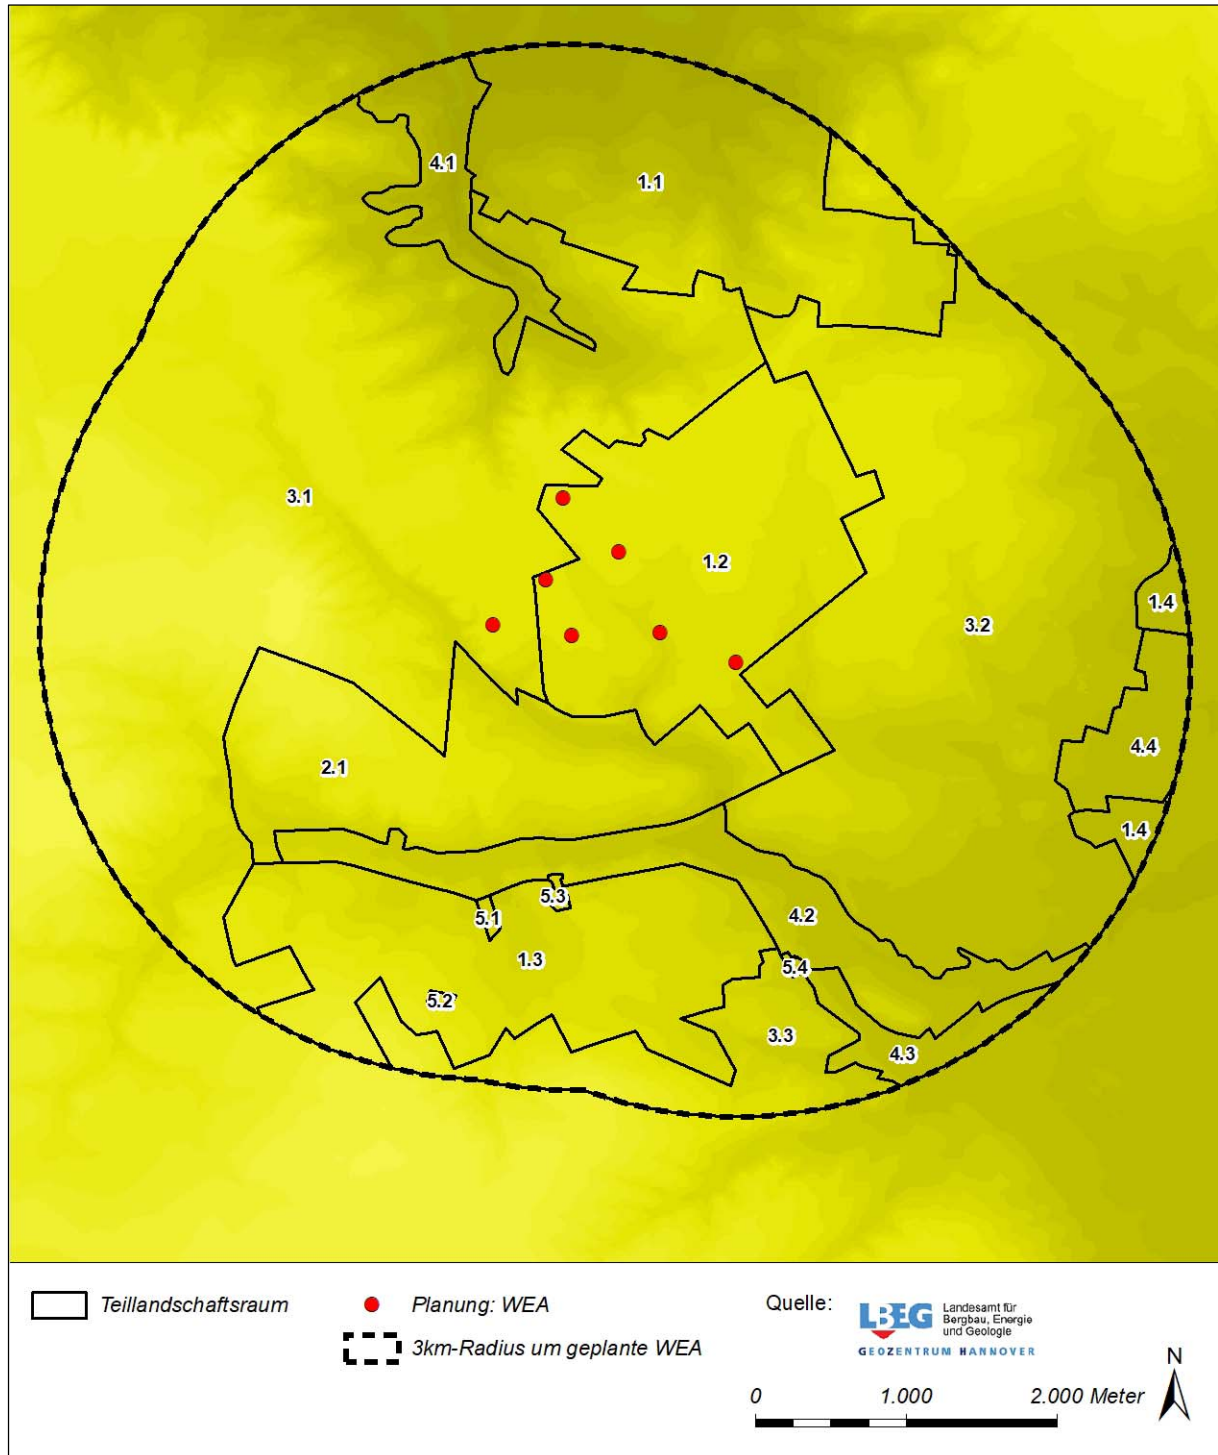 4.1
1.1
3.1
1.2
1.4
3.2
4.4
2.1
1.4
5.3
5.1
4.2
1.3
5.4
5.2
3.3
4.3
Teillandschaftsraum
Planung: WEA
3km-Radius um geplante WEA
Quelle:
LBEG
Landesamt für
Bergbau, Energie
und Geologie
GEOZENTRUM HANNOVER
N
0 1.000 2.000 Meter